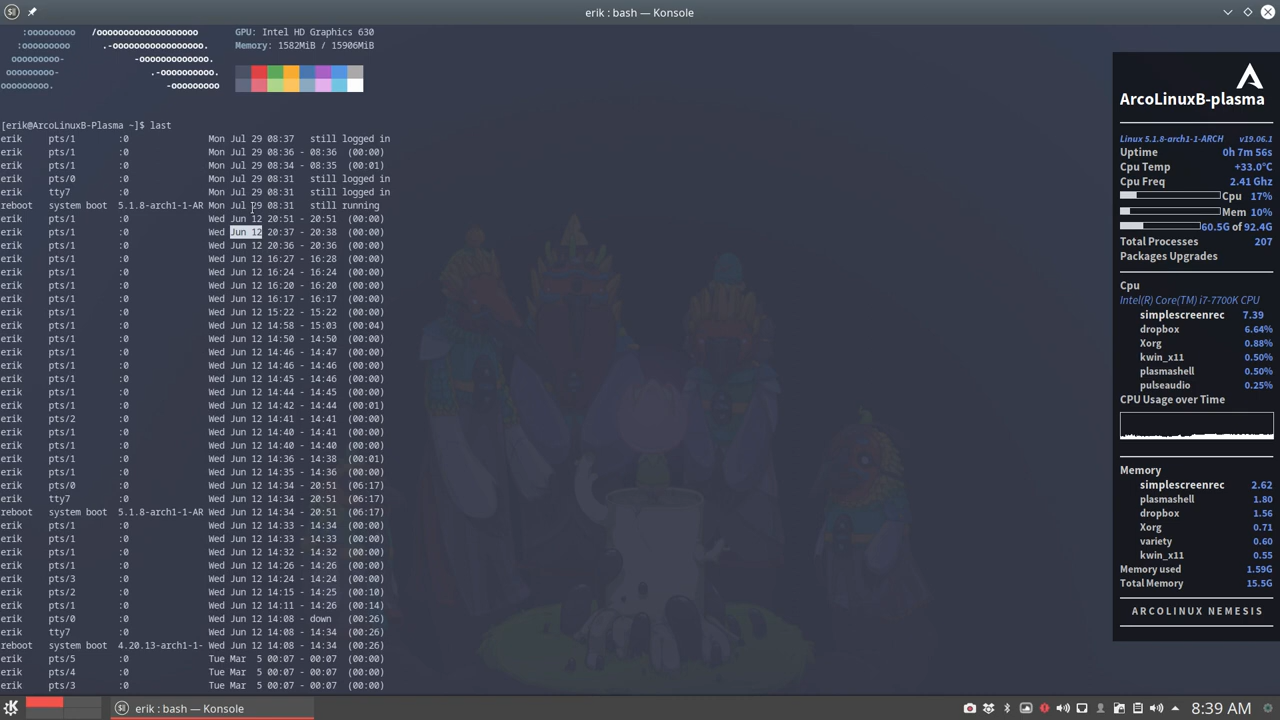 erik : bash — Konsole
:ooooooooo   /oooooooooooooooooo       GPU: Intel HD Graphics 630
:ooooooooo      .-oooooooooooooooooo.     Memory: 1582MiB / 15906MiB
ooooooooo-             -ooooooooooooo.
ooooooooo-                .-ooooooooo.
ooooooooo.                   -ooooooooo
[erik@ArcoLinuxB-Plasma ~]$ last
erik     pts/1        :0               Mon Jul 29 08:37   still logged in
erik     pts/1        :0               Mon Jul 29 08:36 - 08:36  (00:00)
erik     pts/1        :0               Mon Jul 29 08:34 - 08:35  (00:01)
erik     pts/0        :0               Mon Jul 29 08:31   still logged in
erik     tty7         :0               Mon Jul 29 08:31   still logged in
reboot   system boot  5.1.8-arch1-1-AR Mon Jul 29 08:31   still running
erik     pts/1        :0               Wed Jun 12 20:51 - 20:51  (00:00)
erik     pts/1        :0               Wed Jun 12 20:37 - 20:38  (00:00)
erik     pts/1        :0               Wed Jun 12 20:36 - 20:36  (00:00)
erik     pts/1        :0               Wed Jun 12 16:27 - 16:28  (00:00)
erik     pts/1        :0               Wed Jun 12 16:24 - 16:24  (00:00)
erik     pts/1        :0               Wed Jun 12 16:20 - 16:20  (00:00)
erik     pts/1        :0               Wed Jun 12 16:17 - 16:17  (00:00)
erik     pts/1        :0               Wed Jun 12 15:22 - 15:22  (00:00)
erik     pts/1        :0               Wed Jun 12 14:58 - 15:03  (00:04)
erik     pts/1        :0               Wed Jun 12 14:50 - 14:50  (00:00)
erik     pts/1        :0               Wed Jun 12 14:46 - 14:47  (00:00)
erik     pts/1        :0               Wed Jun 12 14:46 - 14:46  (00:00)
erik     pts/1        :0               Wed Jun 12 14:45 - 14:46  (00:00)
erik     pts/1        :0               Wed Jun 12 14:44 - 14:45  (00:00)
erik     pts/1        :0               Wed Jun 12 14:42 - 14:44  (00:01)
erik     pts/2        :0               Wed Jun 12 14:41 - 14:41  (00:00)
erik     pts/1        :0               Wed Jun 12 14:40 - 14:41  (00:00)
erik     pts/1        :0               Wed Jun 12 14:40 - 14:40  (00:00)
erik     pts/1        :0               Wed Jun 12 14:36 - 14:38  (00:01)
erik     pts/1        :0               Wed Jun 12 14:35 - 14:36  (00:00)
erik     pts/0        :0               Wed Jun 12 14:34 - 20:51  (06:17)
erik     tty7         :0               Wed Jun 12 14:34 - 20:51  (06:17)
reboot   system boot  5.1.8-arch1-1-AR Wed Jun 12 14:34 - 20:51  (06:17)
erik     pts/1        :0               Wed Jun 12 14:33 - 14:34  (00:00)
erik     pts/1        :0               Wed Jun 12 14:33 - 14:33  (00:00)
erik     pts/1        :0               Wed Jun 12 14:32 - 14:32  (00:00)
erik     pts/1        :0               Wed Jun 12 14:26 - 14:26  (00:00)
erik     pts/3        :0               Wed Jun 12 14:24 - 14:24  (00:00)
erik     pts/2        :0               Wed Jun 12 14:15 - 14:25  (00:10)
erik     pts/1        :0               Wed Jun 12 14:11 - 14:26  (00:14)
erik     pts/0        :0               Wed Jun 12 14:08 - down   (00:26)
erik     tty7         :0               Wed Jun 12 14:08 - 14:34  (00:26)
reboot   system boot  4.20.13-arch1-1- Wed Jun 12 14:08 - 14:34  (00:26)
erik     pts/5        :0               Tue Mar  5 00:07 - 00:07  (00:00)
erik     pts/4        :0               Tue Mar  5 00:07 - 00:07  (00:00)
erik     pts/3        :0               Tue Mar  5 00:07 - 00:07  (00:00)
ArcoLinuxB-plasma
Linux 5.1.8-arch1-1-ARCH v19.06.1
Uptime 0h 7m 56s
Cpu Temp +33.0°C
Cpu Freq 2.41 Ghz
Cpu 17%
Mem 10%
60.5G of 92.4G
Total Processes 207
Packages Upgrades
Cpu
Intel(R) Core(TM) i7-7700K CPU
simplescreenrec 7.39
dropbox 6.64%
Xorg 0.88%
kwin_x11 0.50%
plasmashell 0.50%
pulseaudio 0.25%
CPU Usage over Time
Memory
simplescreenrec 2.62
plasmashell 1.80
dropbox 1.56
Xorg 0.71
variety 0.60
kwin_x11 0.55
Memory used 1.59G
Total Memory 15.5G
ARCOLINUX NEMESIS
erik : bash — Konsole
8:39 AM